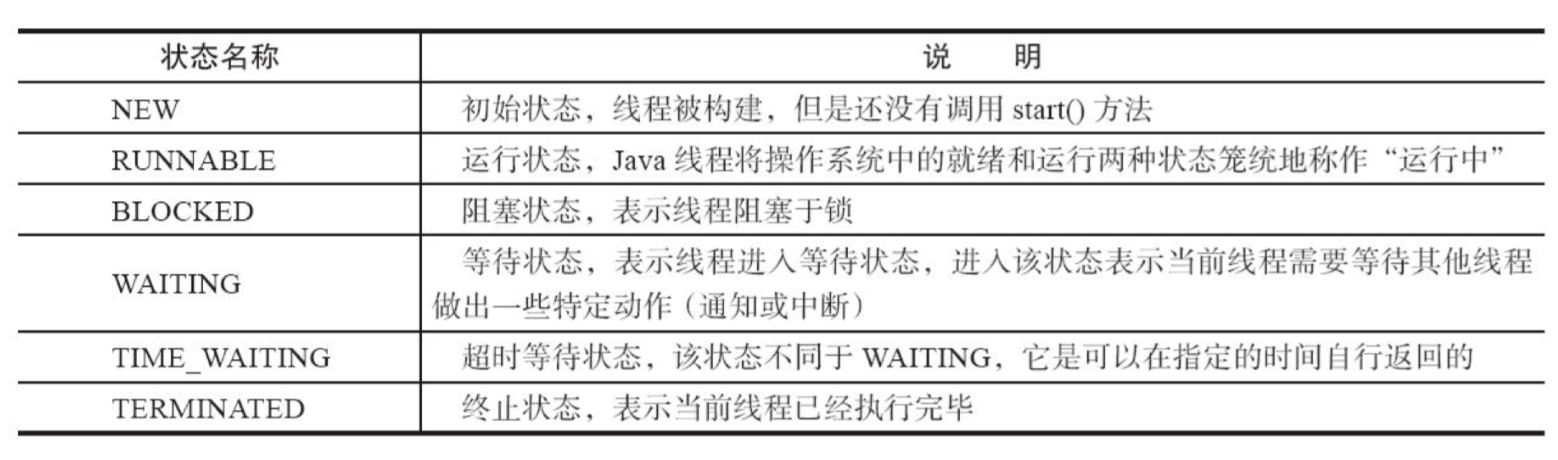 状态名称 说 明
NEW 初始状态，线程被构建，但是还没有调用 start() 方法
RUNNABLE 运行状态，Java 线程将操作系统中的就绪和运行两种状态笼统地称作“运行中”
BLOCKED 阻塞状态，表示线程阻塞于锁
WAITING 等待状态，表示线程进入等待状态，进入该状态表示当前线程需要等待其他线程
做出一些特定动作（通知或中断）
TIME_WAITING 超时等待状态，该状态不同于 WAITING，它是可以在指定的时间自行返回的
TERMINATED 终止状态，表示当前线程已经执行完毕